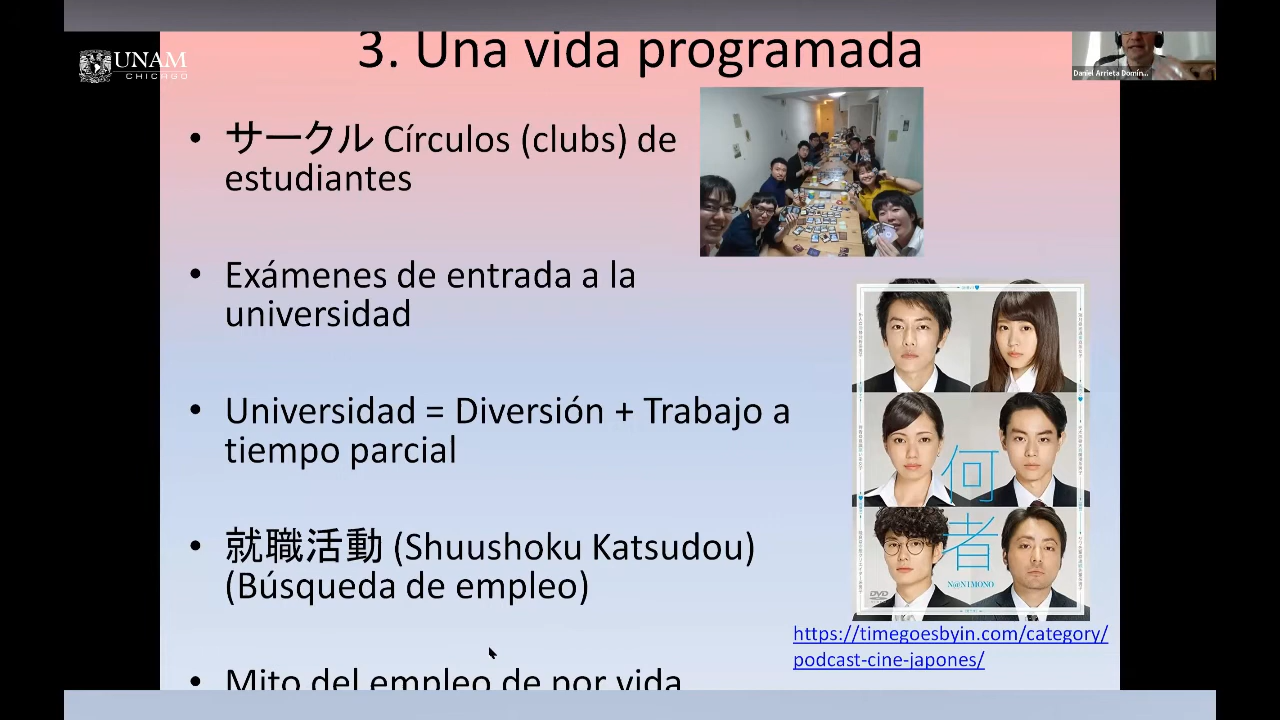 UNAM
CHICAGO
3. Una vida programada
Daniel Arrieta Domín...
• サークル Círculos (clubs) de
estudiantes
• Exámenes de entrada a la
universidad
• Universidad = Diversión + Trabajo a
tiempo parcial
• 就職活動 (Shuushoku Katsudou)
(Búsqueda de empleo)
• Mito del empleo de por vida
何者
NANIMONO
DVD
https://timegoesbyin.com/category/
podcast-cine-japones/